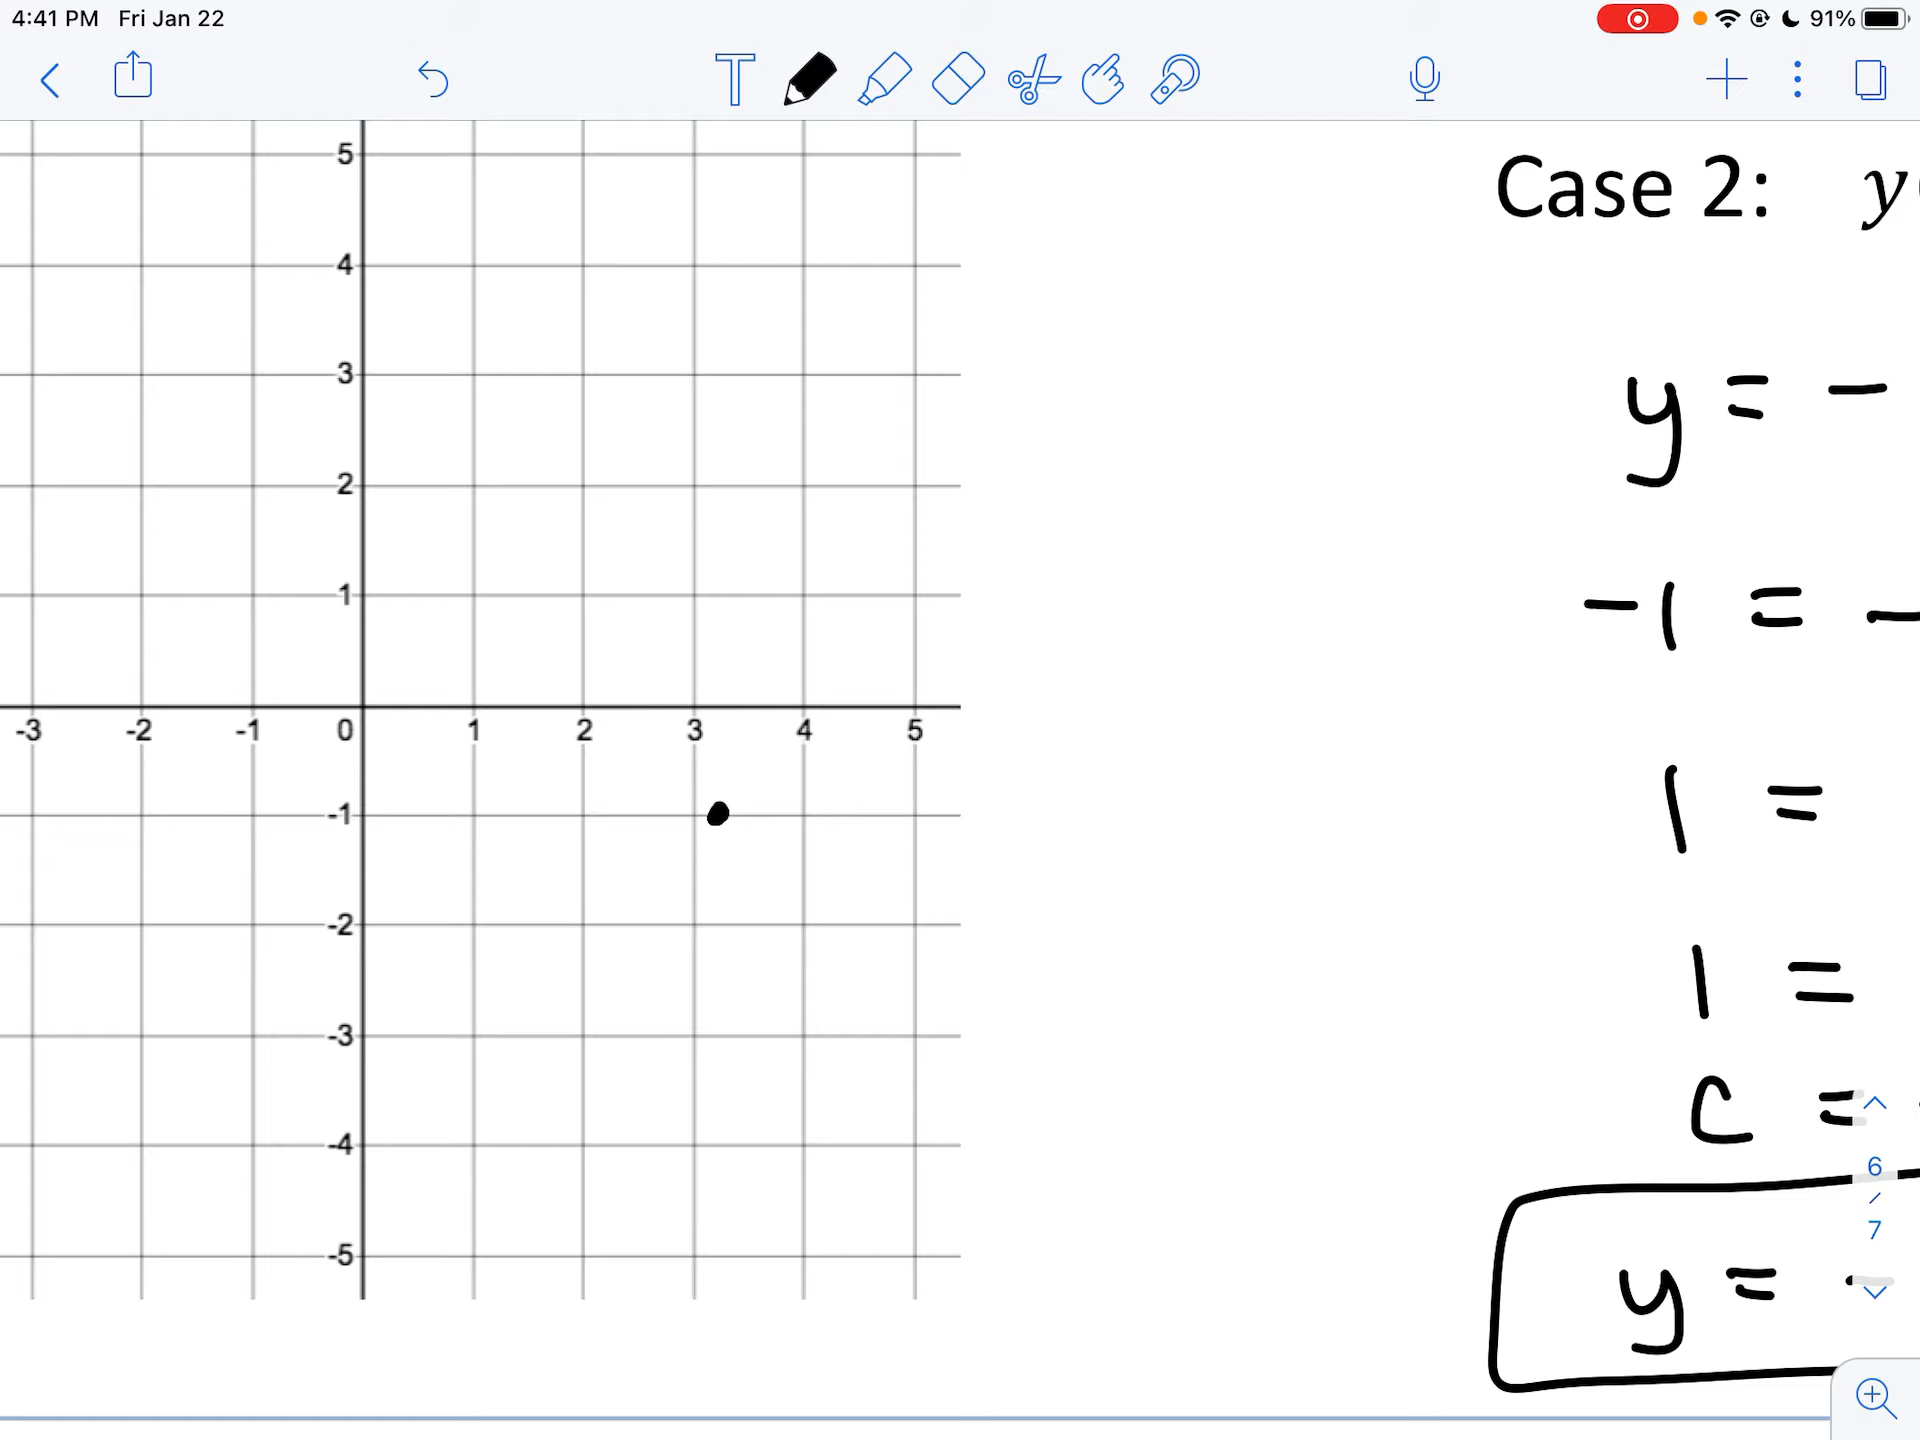 4:41 PM Fri Jan 22 91%
T
5
4
3
2
1
-3 -2 -1 0 1 2 3 4 5
-1
-2
-3
-4
-5
Case 2: y
y = -
-1 = -
1 =
1 =
c =
y = -
6
/
7